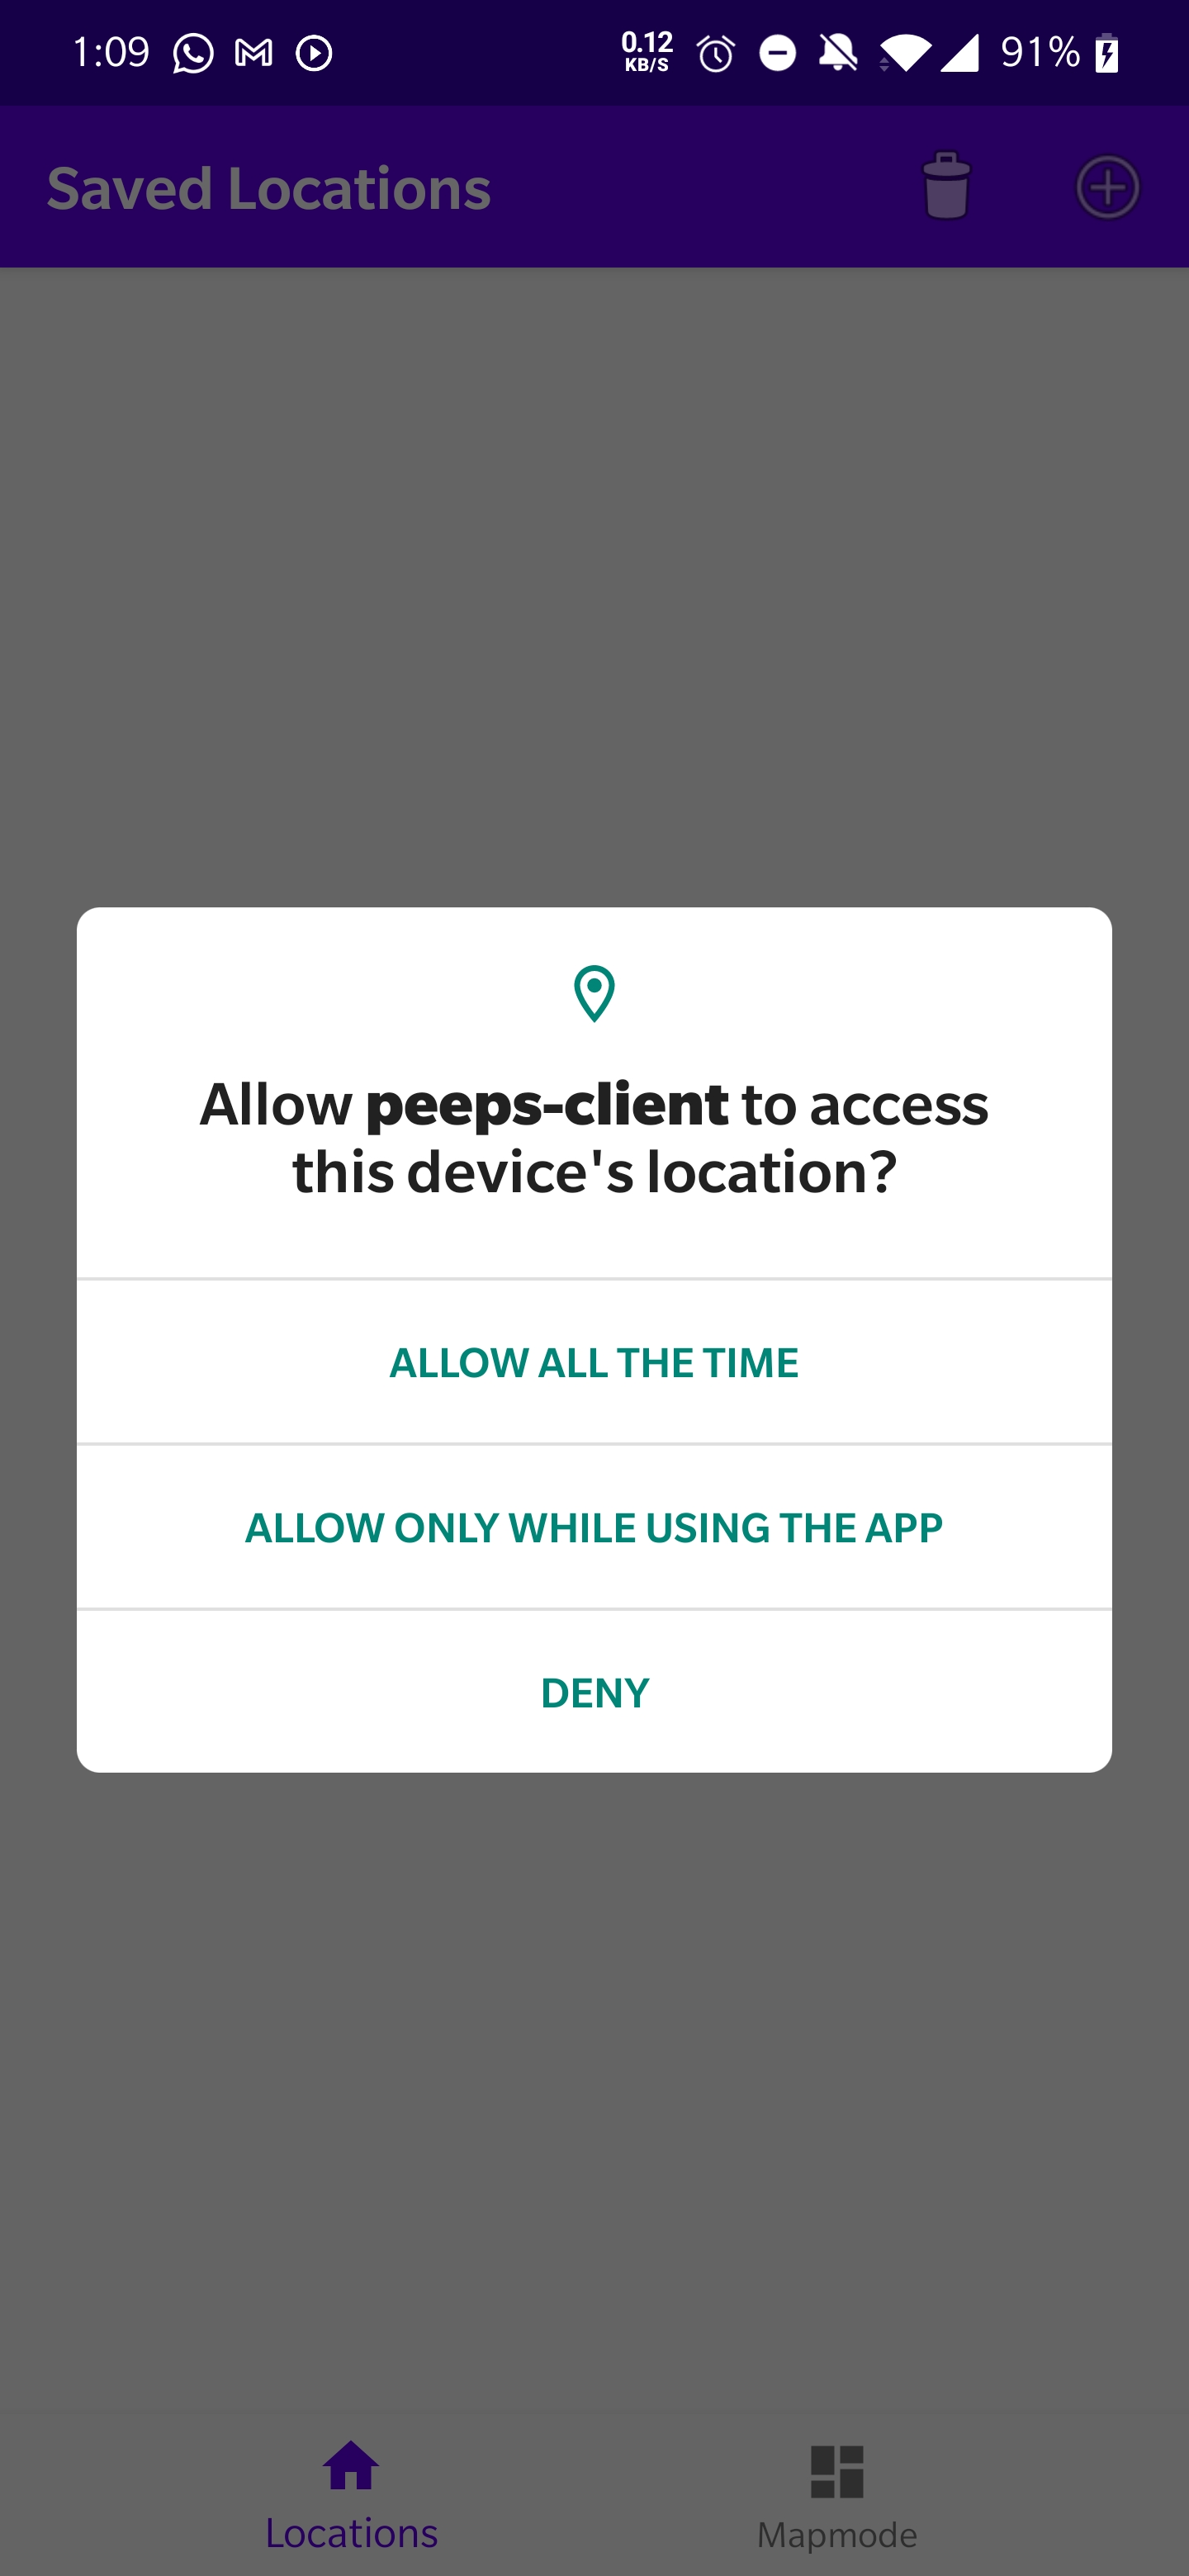 1:09
0.12
KB/S
91%
Saved Locations
Allow peeps-client to access
this device's location?
ALLOW ALL THE TIME
ALLOW ONLY WHILE USING THE APP
DENY
Locations
Mapmode